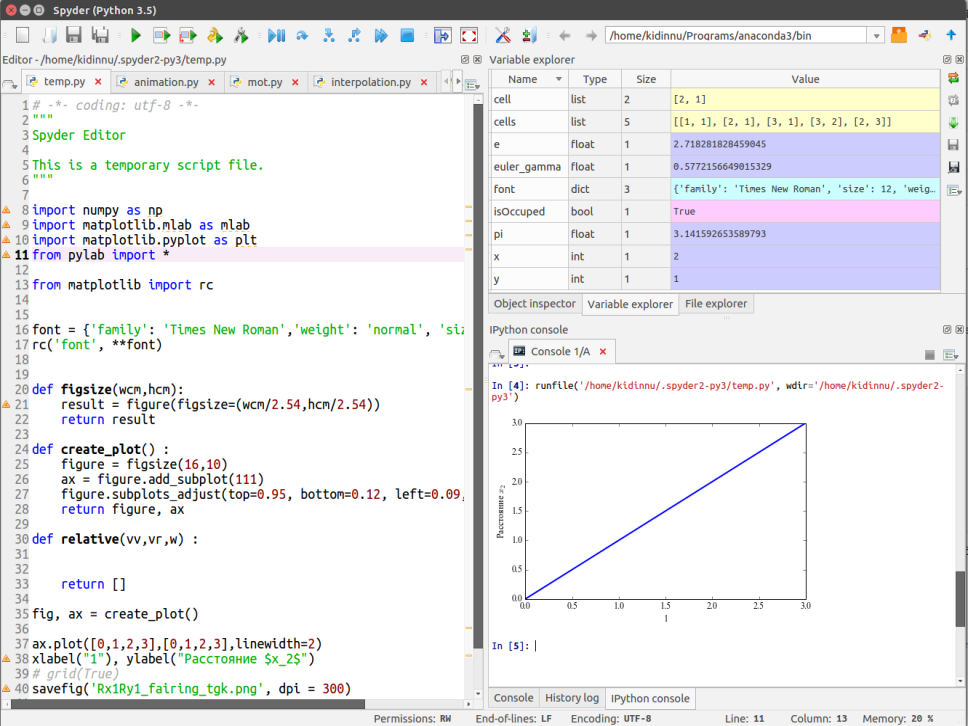 Spyder (Python 3.5)
/home/kidinnu/Programs/anaconda3/bin
Editor - /home/kidinnu/.spyder2-py3/temp.py
temp.py
animation.py
mot.py
interpolation.py
1 # -*- coding: utf-8 -*-
2 """
3 Spyder Editor
4
5 This is a temporary script file.
6 """
7
8 import numpy as np
9 import matplotlib.mlab as mlab
10 import matplotlib.pyplot as plt
11 from pylab import *
12
13 from matplotlib import rc
14
15
16 font = {'family': 'Times New Roman','weight': 'normal', 'siz
17 rc('font', **font)
18
19
20 def figsize(wcm,hcm):
21 result = figure(figsize=(wcm/2.54,hcm/2.54))
22 return result
23
24 def create_plot() :
25 figure = figsize(16,10)
26 ax = figure.add_subplot(111)
27 figure.subplots_adjust(top=0.95, bottom=0.12, left=0.09,
28 return figure, ax
29
30 def relative(vv,vr,w) :
31
32
33 return []
34
35 fig, ax = create_plot()
36
37 ax.plot([0,1,2,3],[0,1,2,3],linewidth=2)
38 xlabel("1"), ylabel("Расстояние $x_2$")
39 # grid(True)
40 savefig('Rx1Ry1_fairing_tgk.png', dpi = 300)
Variable explorer
Name Type Size Value
cell list 2 [2, 1]
cells list 5 [[1, 1], [2, 1], [3, 1], [3, 2], [2, 3]]
e float 1 2.718281828459045
euler_gamma float 1 0.5772156649015329
font dict 3 {'family': 'Times New Roman', 'size': 12, 'weig...
isOccuped bool 1 True
pi float 1 3.141592653589793
x int 1 2
y int 1 1
Object inspector Variable explorer File explorer
IPython console
Console 1/A
In [3]:
In [4]: runfile('/home/kidinnu/.spyder2-py3/temp.py', wdir='/home/kidinnu/.spyder2-
py3')
3.0
2.5
2.0
1.5
1.0
0.5
0.0
Расстояние x2
0.0 0.5 1.0 1.5 2.0 2.5 3.0
1
In [5]:
Console History log IPython console
Permissions: RW End-of-lines: LF Encoding: UTF-8 Line: 11 Column: 13 Memory: 20 %